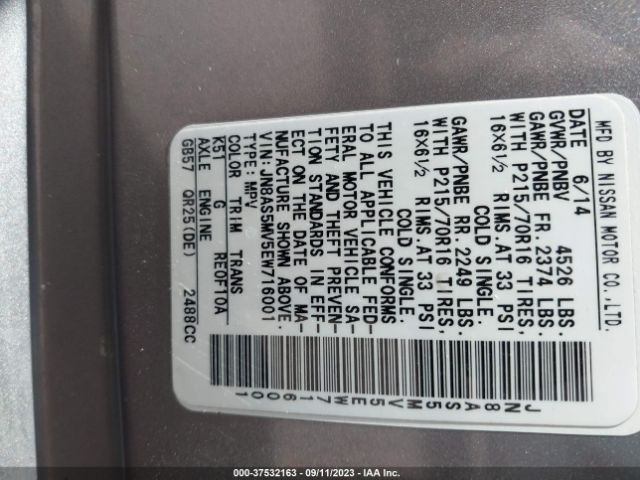 MFD BY NISSAN MOTOR CO.,LTD.
DATE 6/14
GVWR/PNBV 4526 LBS.
GAWR/PNBE FR. 2374 LBS.
WITH P215/70R16 TIRES,
16X6½ RIMS.AT 33 PSI
COLD SINGLE.
GAWR/PNBE RR. 2249 LBS.
WITH P215/70R16 TIRES,
16X6½ RIMS.AT 33 PSI
COLD SINGLE.
THIS VEHICLE CONFORMS
TO ALL APPLICABLE FED-
ERAL MOTOR VEHICLE SA-
FETY AND THEFT PREVEN-
TION STANDARDS IN EFF-
ECT ON THE DATE OF MA-
NUFACTURE SHOWN ABOVE.
VIN:JN8AS5MV5EW716001
TYPE:MPV
COLOR TRIM TRANS
K51 G RE0F10A
AXLE ENGINE
GB57 QR25(DE) 2488CC
JN8AS5MV5EW716001
000-37532163 - 09/11/2023 - IAA Inc.